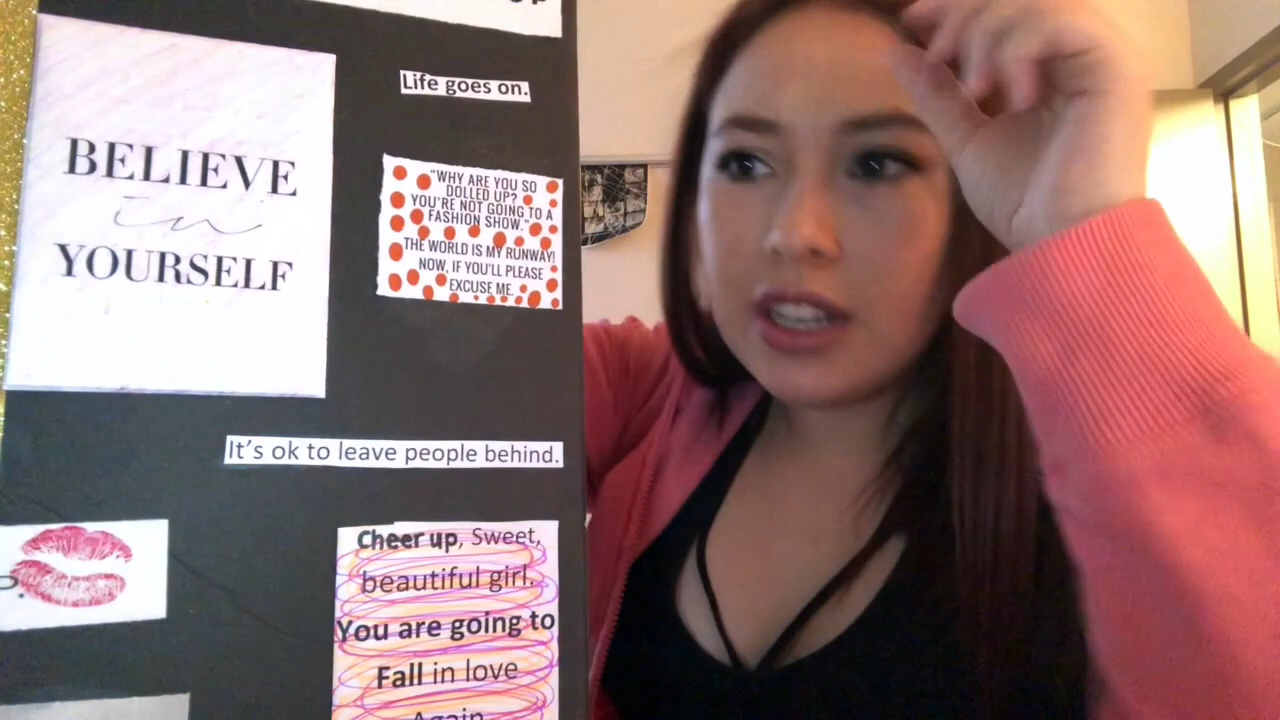 Life goes on.
BELIEVE
in
YOURSELF
"WHY ARE YOU SO
DOLLED UP?
YOU'RE NOT GOING TO A
FASHION SHOW."
THE WORLD IS MY RUNWAY!
NOW, IF YOU'LL PLEASE
EXCUSE ME.
It's ok to leave people behind.
Cheer up, Sweet,
beautiful girl.
You are going to
Fall in love
Again